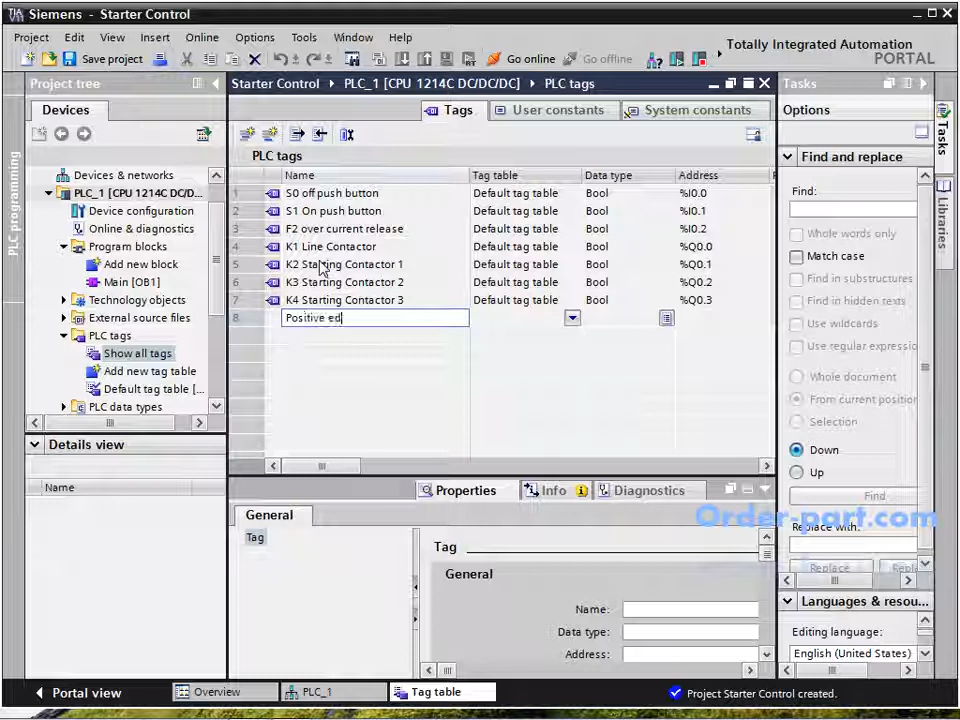 Siemens - Starter Control
Project Edit View Insert Online Options Tools Window Help
Totally Integrated Automation
PORTAL
Save project Go online Go offline
Project tree
Starter Control PLC_1 [CPU 1214C DC/DC/DC] PLC tags
Tasks
Devices
Tags User constants System constants
Options
PLC tags
Find and replace
Name Tag table Data type Address
1 S0 off push button Default tag table Bool %I0.0
2 S1 On push button Default tag table Bool %I0.1
3 F2 over current release Default tag table Bool %I0.2
4 K1 Line Contactor Default tag table Bool %Q0.0
5 K2 Starting Contactor 1 Default tag table Bool %Q0.1
6 K3 Starting Contactor 2 Default tag table Bool %Q0.2
7 K4 Starting Contactor 3 Default tag table Bool %Q0.3
8 Positive ed
Devices & networks
PLC_1 [CPU 1214C DC/D...
Device configuration
Online & diagnostics
Program blocks
Add new block
Main [OB1]
Technology objects
External source files
PLC tags
Show all tags
Add new tag table
Default tag table [...
PLC data types
Details view
Name
Find:
Whole words only
Match case
Find in substructures
Find in hidden texts
Use wildcards
Use regular expressio
Whole document
From current position
Selection
Down
Up
Find
Replace with:
Replace Repl
Languages & resou...
Editing language:
English (United States)
Properties Info Diagnostics
General
Tag
Tag
General
Name:
Data type:
Address:
PLC programming
Tasks
Libraries
Order-part.com
Portal view Overview PLC_1 Tag table
Project Starter Control created.